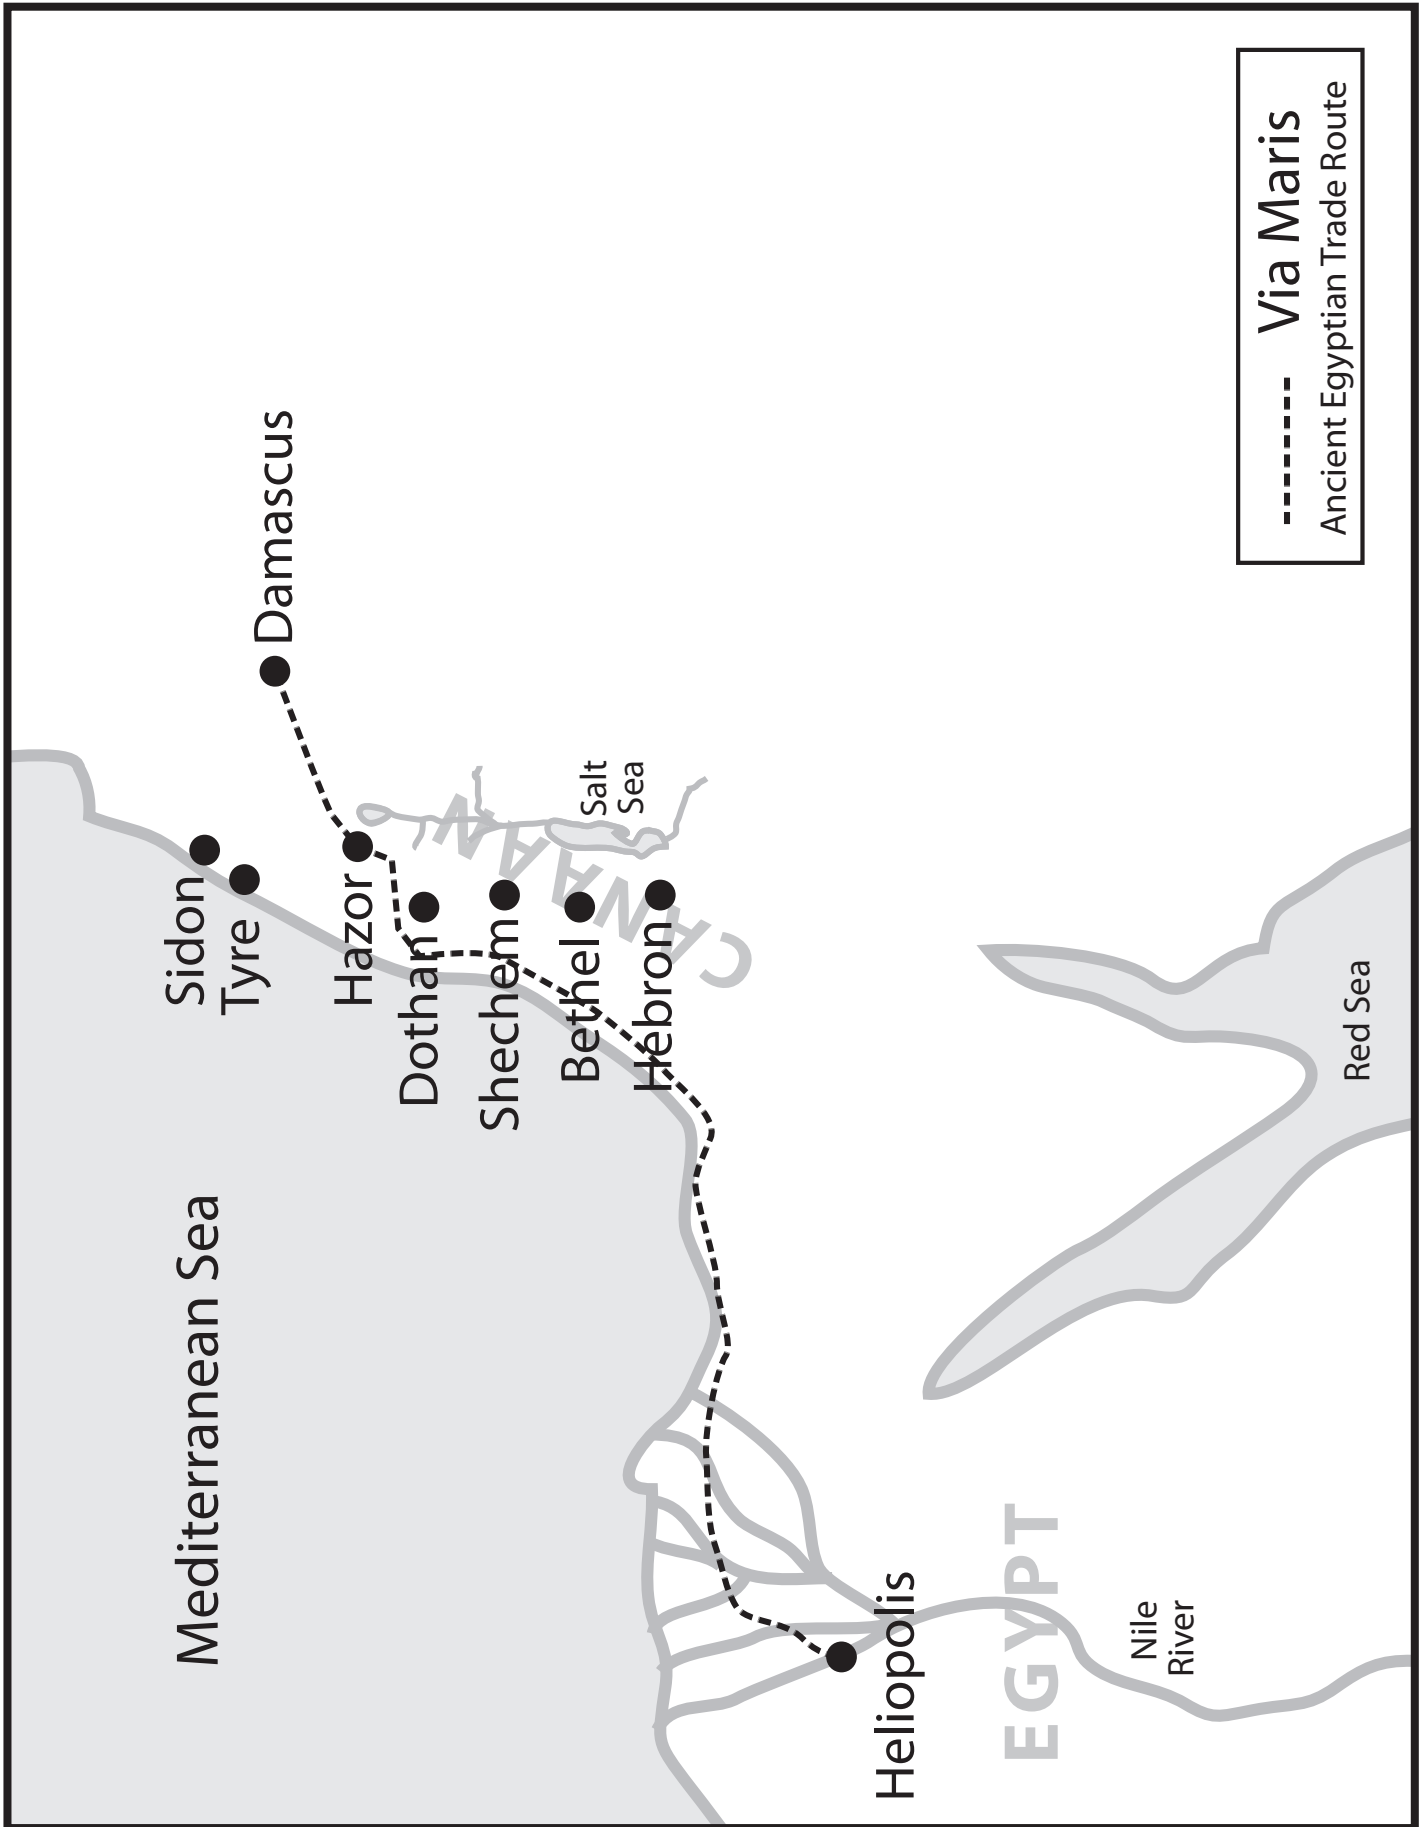 Mediterranean Sea
Sidon
Tyre
Damascus
Hazor
Dothan
Shechem
Bethel
Hebron
CANAAN
Salt
Sea
Heliopolis
EGYPT
Nile
River
Red Sea
Via Maris
Ancient Egyptian Trade Route